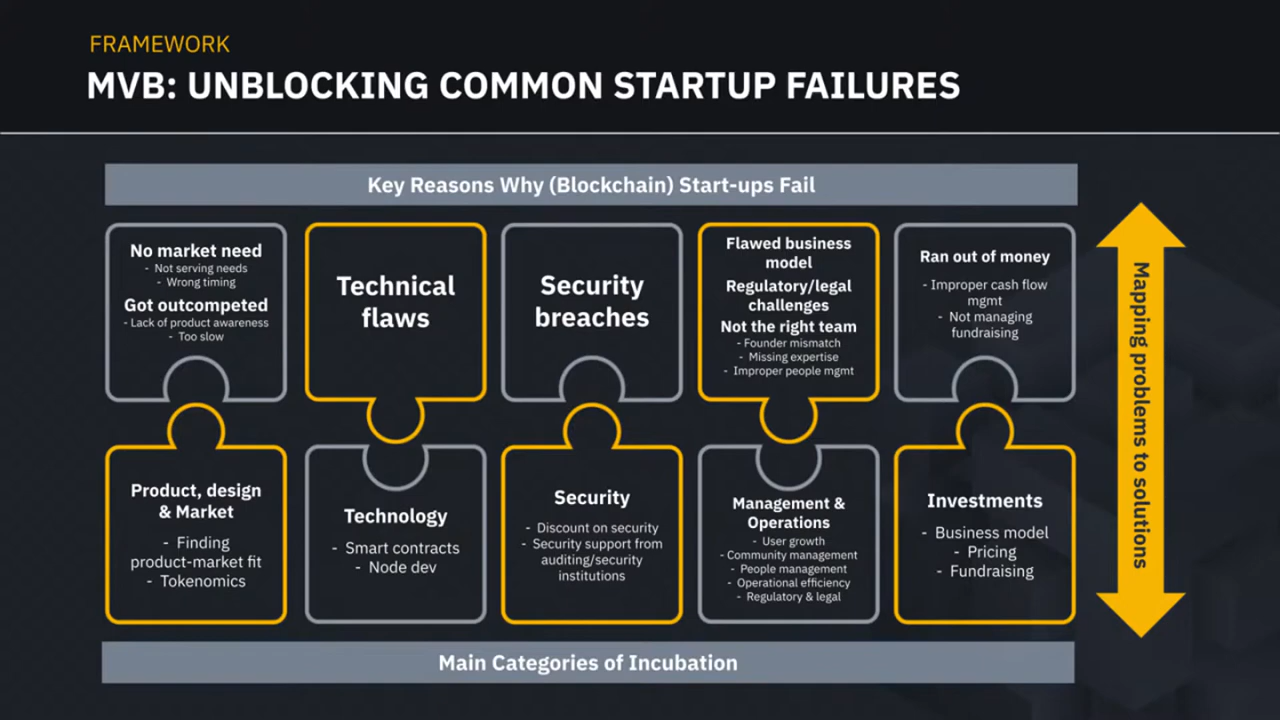 FRAMEWORK
MVB: UNBLOCKING COMMON STARTUP FAILURES
Key Reasons Why (Blockchain) Start-ups Fail
No market need
- Not serving needs
- Wrong timing
Got outcompeted
- Lack of product awareness
- Too slow
Technical
flaws
Security
breaches
Flawed business
model
Regulatory/legal
challenges
Not the right team
- Founder mismatch
- Missing expertise
- Improper people mgmt
Ran out of money
- Improper cash flow
mgmt
- Not managing
fundraising
Product, design
& Market
- Finding
product-market fit
- Tokenomics
Technology
- Smart contracts
- Node dev
Security
- Discount on security
- Security support from
auditing/security
institutions
Management &
Operations
- User growth
- Community management
- People management
- Operational efficiency
- Regulatory & legal
Investments
- Business model
- Pricing
- Fundraising
Mapping problems to solutions
Main Categories of Incubation